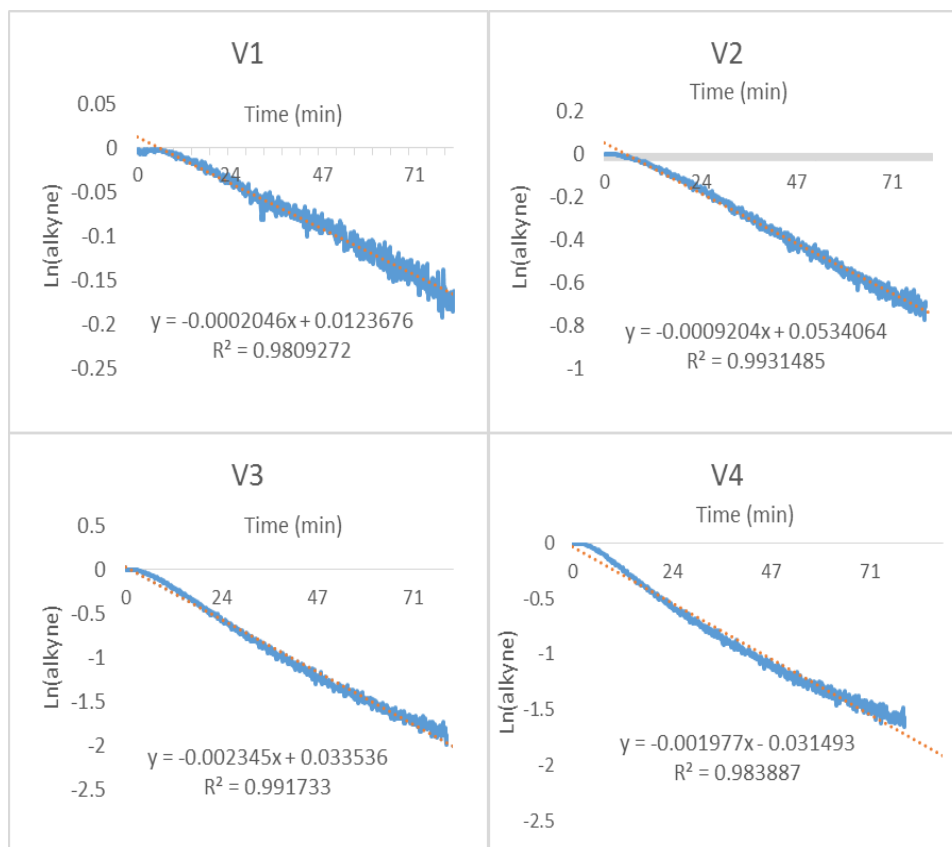 V1
0.05
Time (min)
0
0 24 47 71
-0.05
-0.1
-0.15
-0.2
-0.25
Ln(alkyne)
y = -0.0002046x + 0.0123676
R² = 0.9809272
V2
Time (min)
0.2
0
0 24 47 71
-0.2
-0.4
-0.6
-0.8
-1
Ln(alkyne)
y = -0.0009204x + 0.0534064
R² = 0.9931485
V3
0.5
Time (min)
0
0 24 47 71
-0.5
-1
-1.5
-2
-2.5
Ln(alkyne)
y = -0.002345x + 0.033536
R² = 0.991733
V4
Time (min)
0
0 24 47 71
-0.5
-1
-1.5
-2
-2.5
Ln(alkyne)
y = -0.001977x - 0.031493
R² = 0.983887